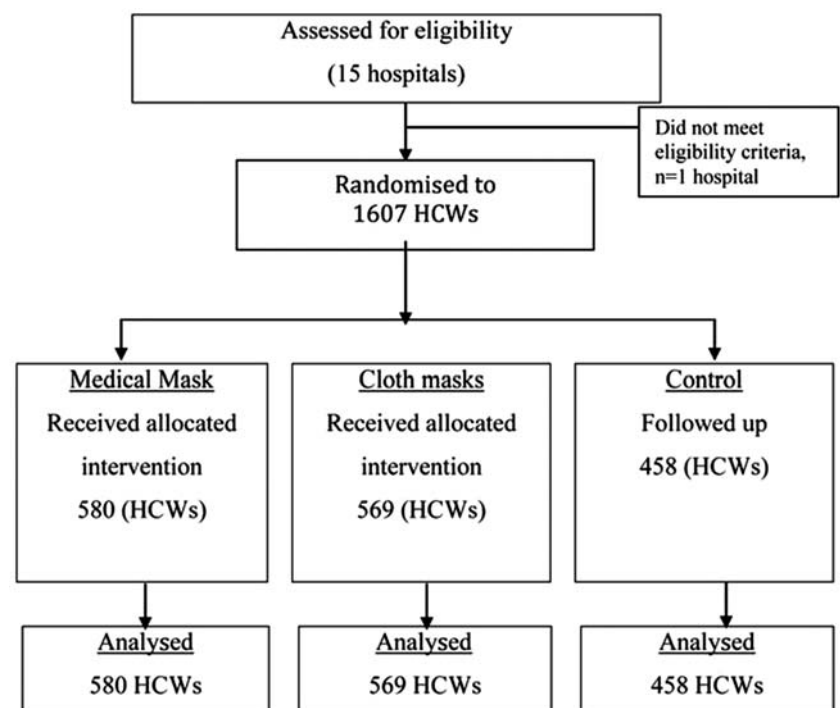 Assessed for eligibility
(15 hospitals)
Did not meet
eligibility criteria,
n=1 hospital
Randomised to
1607 HCWs
Medical Mask
Received allocated
intervention
580 (HCWs)
Cloth masks
Received allocated
intervention
569 (HCWs)
Control
Followed up
458 (HCWs)
Analysed
580 HCWs
Analysed
569 HCWs
Analysed
458 HCWs